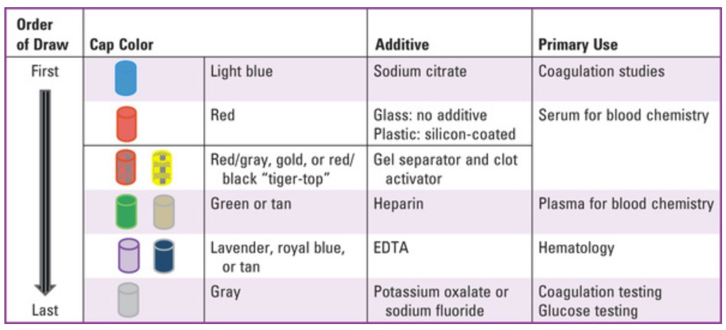 Order
of Draw Cap Color Additive Primary Use
First Light blue Sodium citrate Coagulation studies
Red Glass: no additive Serum for blood chemistry
Plastic: silicon-coated
Red/gray, gold, or red/ Gel separator and clot
black “tiger-top” activator
Green or tan Heparin Plasma for blood chemistry
Lavender, royal blue, EDTA Hematology
or tan
Gray Potassium oxalate or Coagulation testing
Last sodium fluoride Glucose testing